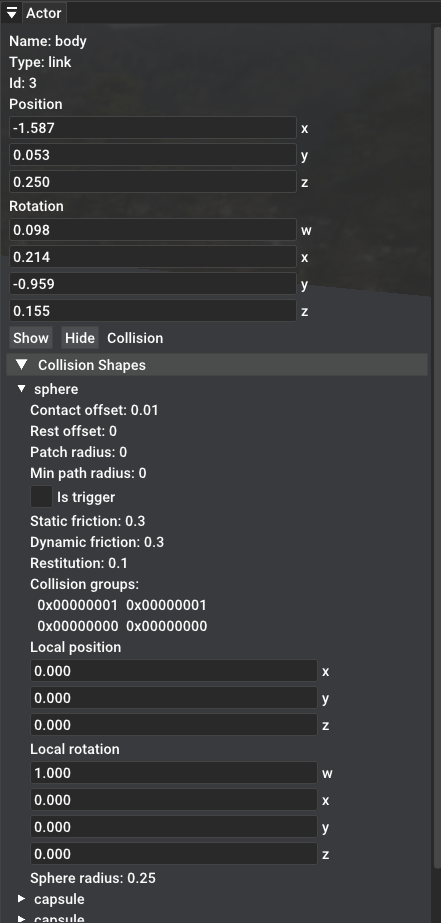 Actor
Name: body
Type: link
Id: 3
Position
-1.587 x
0.053 y
0.250 z
Rotation
0.098 w
0.214 x
-0.959 y
0.155 z
Show Hide Collision
Collision Shapes
sphere
Contact offset: 0.01
Rest offset: 0
Patch radius: 0
Min path radius: 0
Is trigger
Static friction: 0.3
Dynamic friction: 0.3
Restitution: 0.1
Collision groups:
0x00000001 0x00000001
0x00000000 0x00000000
Local position
0.000 x
0.000 y
0.000 z
Local rotation
1.000 w
0.000 x
0.000 y
0.000 z
Sphere radius: 0.25
capsule
capsule